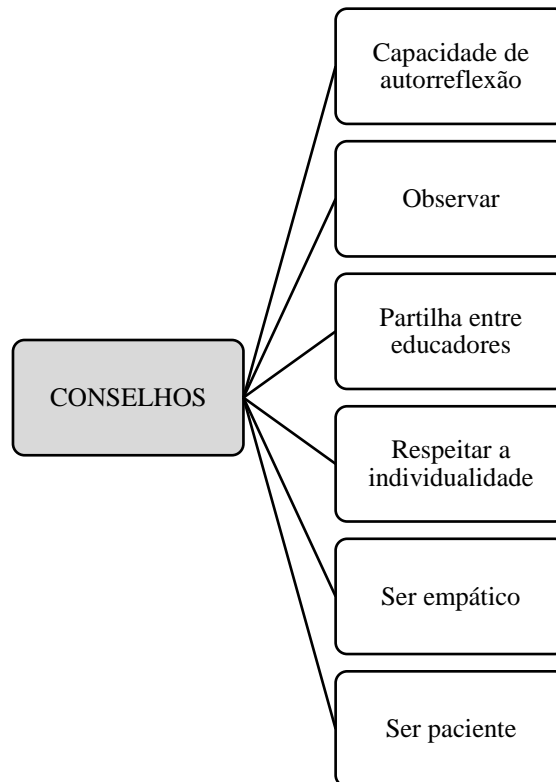 Capacidade de
autorreflexão
Observar
Partilha entre
educadores
CONSELHOS
Respeitar a
individualidade
Ser empático
Ser paciente